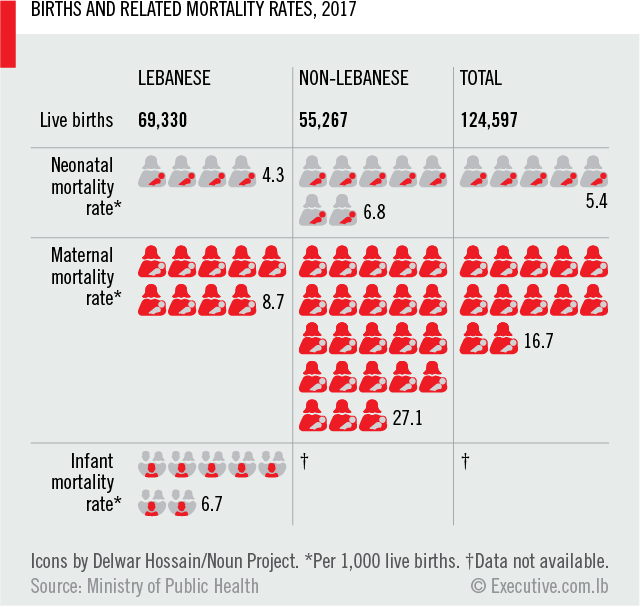 BIRTHS AND RELATED MORTALITY RATES, 2017
LEBANESE NON-LEBANESE TOTAL
Live births 69,330 55,267 124,597
Neonatal
mortality
rate*
4.3
6.8
5.4
Maternal
mortality
rate*
8.7
27.1
16.7
Infant
mortality
rate*
6.7
†
†
Icons by Delwar Hossain/Noun Project. *Per 1,000 live births. †Data not available.
Source: Ministry of Public Health © Executive.com.lb